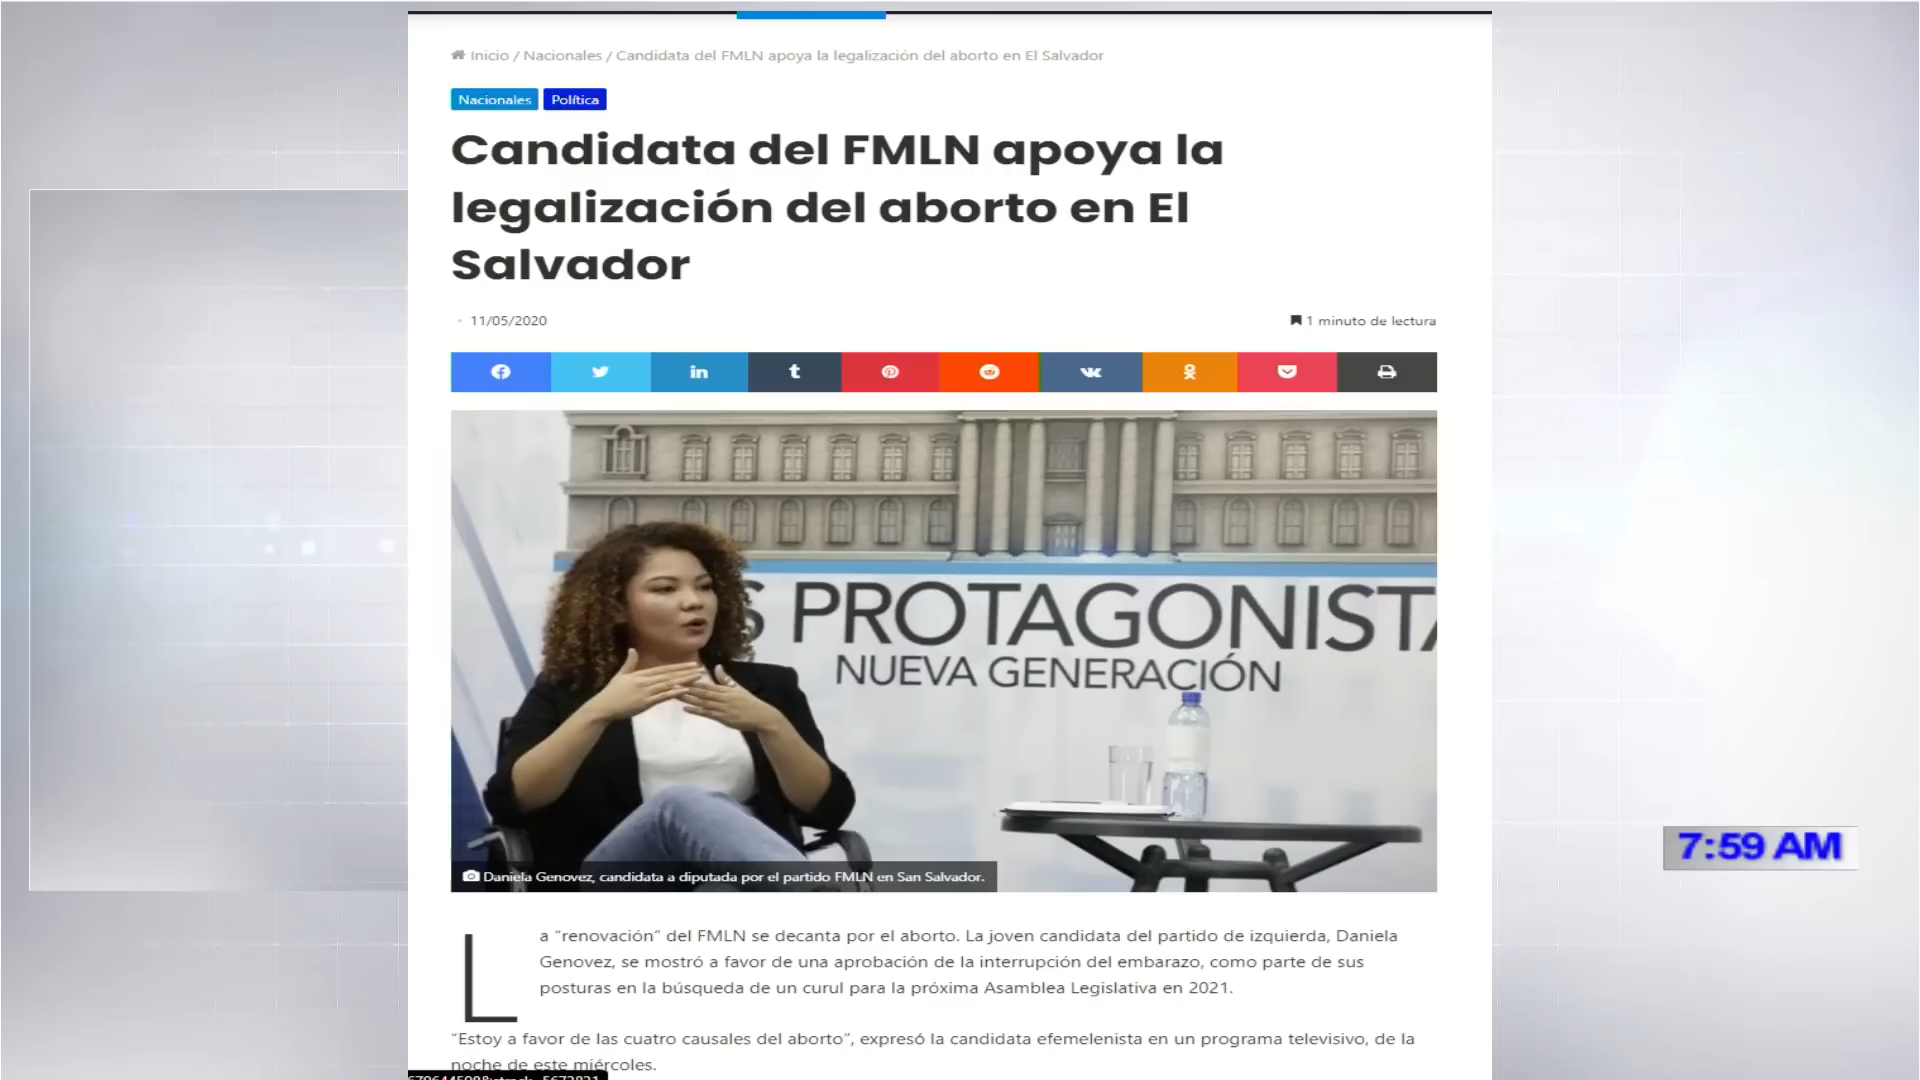 Inicio / Nacionales / Candidata del FMLN apoya la legalización del aborto en El Salvador
Nacionales Política
Candidata del FMLN apoya la
legalización del aborto en El
Salvador
- 11/05/2020
1 minuto de lectura
S PROTAGONISTA
NUEVA GENERACIÓN
7:59 AM
Daniela Genovez, candidata a diputada por el partido FMLN en San Salvador.
La “renovación” del FMLN se decanta por el aborto. La joven candidata del partido de izquierda, Daniela
Genovez, se mostró a favor de una aprobación de la interrupción del embarazo, como parte de sus
posturas en la búsqueda de un curul para la próxima Asamblea Legislativa en 2021.
“Estoy a favor de las cuatro causales del aborto”, expresó la candidata efemelenista en un programa televisivo, de la
noche de este miércoles.